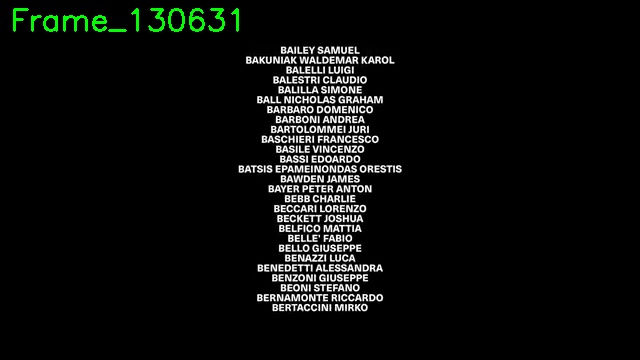 Frame_130631
BAILEY SAMUEL
BAKUNIAK WALDEMAR KAROL
BALELLI LUIGI
BALESTRI CLAUDIO
BALILLA SIMONE
BALL NICHOLAS GRAHAM
BARBARO DOMENICO
BARBONI ANDREA
BARTOLOMMEI JURI
BASCHIERI FRANCESCO
BASILE VINCENZO
BASSI EDOARDO
BATSIS EPAMEINONDAS ORESTIS
BAWDEN JAMES
BAYER PETER ANTON
BEBB CHARLIE
BECCARI LORENZO
BECKETT JOSHUA
BELFICO MATTIA
BELLE' FABIO
BELLO GIUSEPPE
BENAZZI LUCA
BENEDETTI ALESSANDRA
BENZONI GIUSEPPE
BEONI STEFANO
BERNAMONTE RICCARDO
BERTACCINI MIRKO